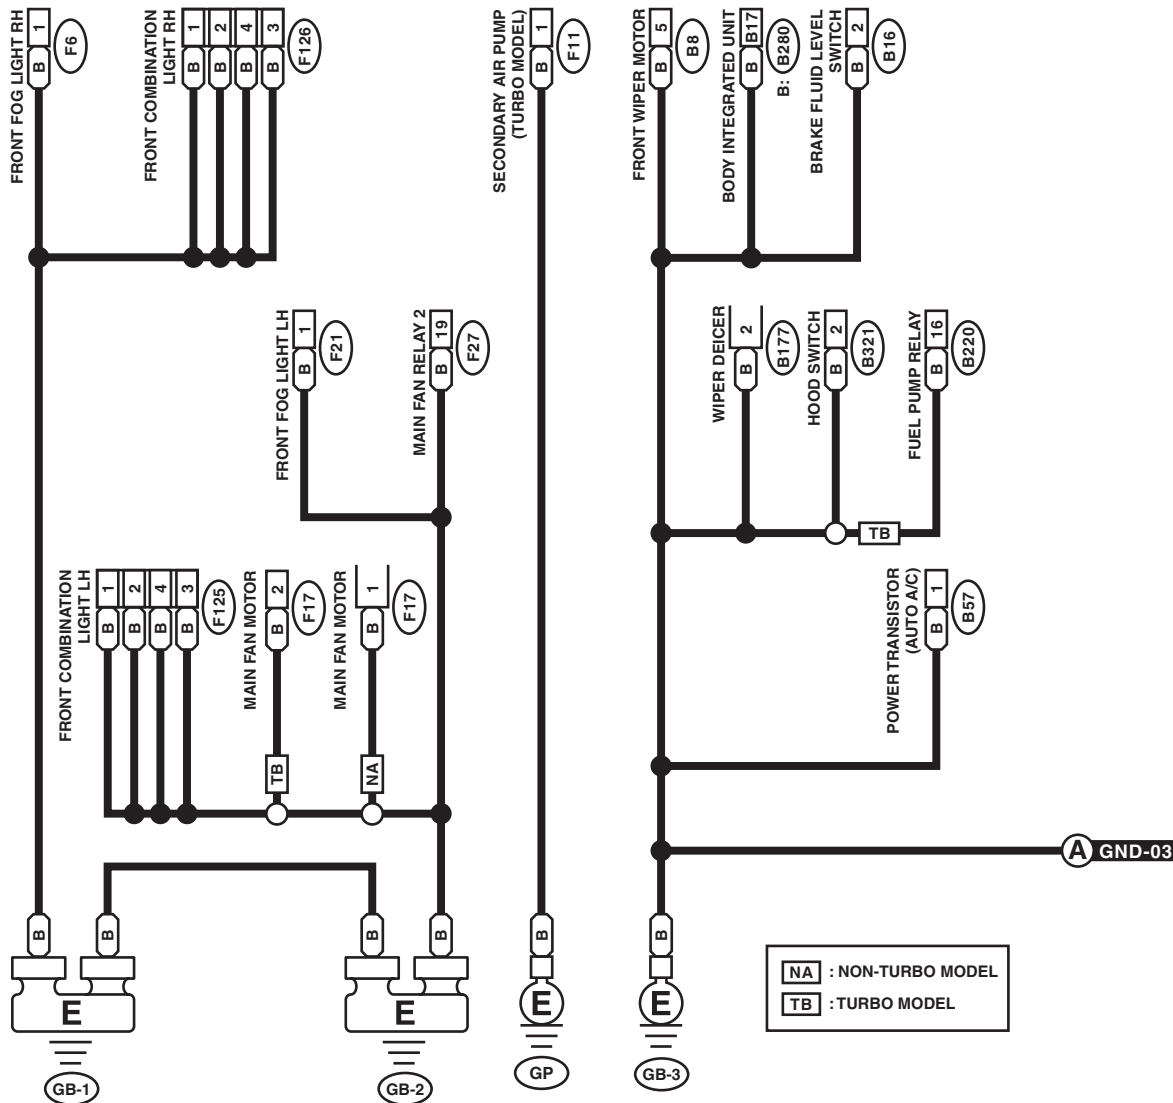 FRONT FOG LIGHT RH
1
B
F6
FRONT COMBINATION
LIGHT RH
1
2
4
3
B
B
B
B
F126
SECONDARY AIR PUMP
(TURBO MODEL)
1
B
F11
FRONT WIPER MOTOR
5
B
B8
BODY INTEGRATED UNIT
B17
B
B: B280
BRAKE FLUID LEVEL
SWITCH
2
B
B16
FRONT FOG LIGHT LH
1
B
F21
MAIN FAN RELAY 2
19
B
F27
WIPER DEICER
2
B
B177
HOOD SWITCH
2
B
B321
FUEL PUMP RELAY
16
B
B220
TB
FRONT COMBINATION
LIGHT LH
1
2
4
3
B
B
B
B
F125
MAIN FAN MOTOR
2
B
F17
TB
MAIN FAN MOTOR
1
B
F17
NA
POWER TRANSISTOR
(AUTO A/C)
1
B
B57
A GND-03
B
B
B
B
B
B
E
E
E
E
GB-1
GB-2
GP
GB-3
NA : NON-TURBO MODEL
TB : TURBO MODEL